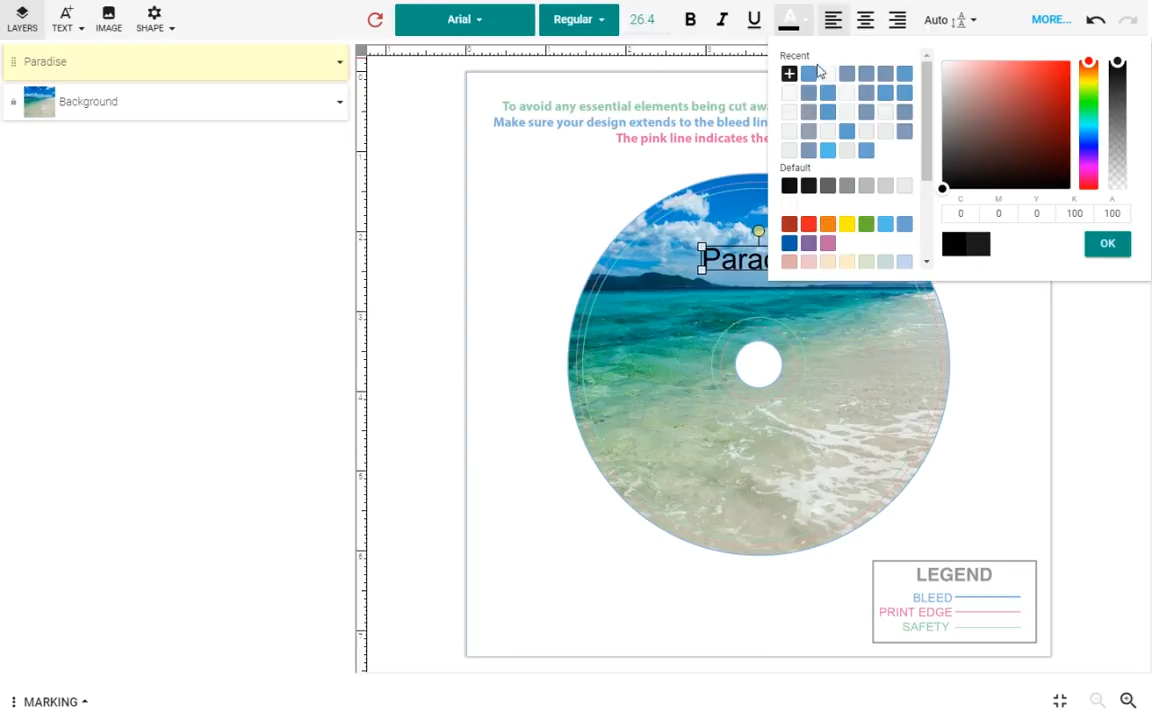 LAYERS
TEXT
IMAGE
SHAPE
Arial
Regular
26.4
B
I
U
A
Auto
A
MORE...
Paradise
Background
To avoid any essential elements being cut
Make sure your design extends to the bleed
The pink line indicates the
Recent
Default
C M Y K A
0 0 0 100 100
OK
LEGEND
BLEED
PRINT EDGE
SAFETY
MARKING